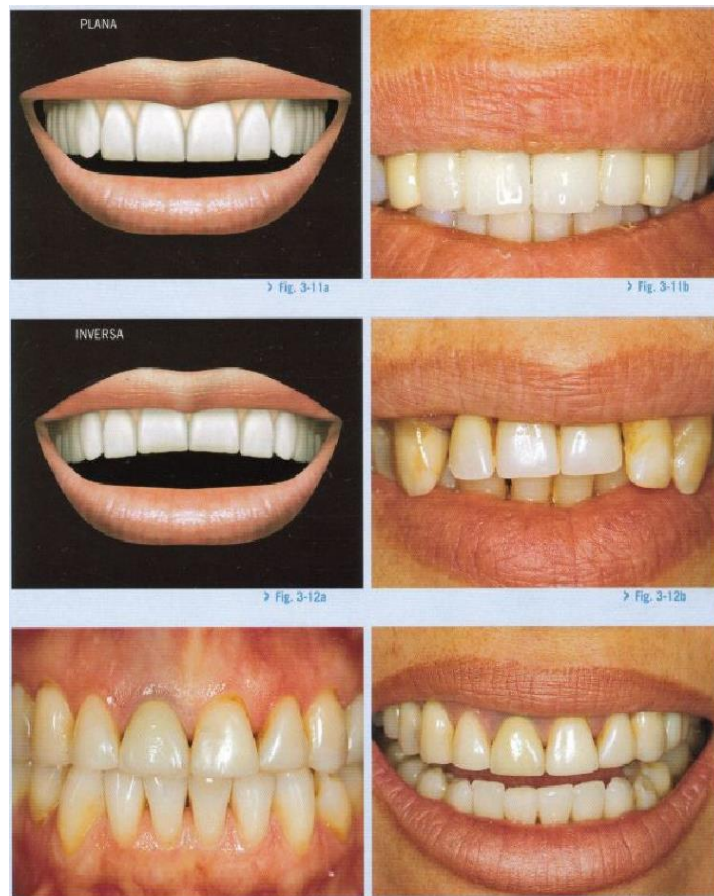 PLANA
> Fig. 3-11a
> Fig. 3-11b
INVERSA
> Fig. 3-12a
> Fig. 3-12b